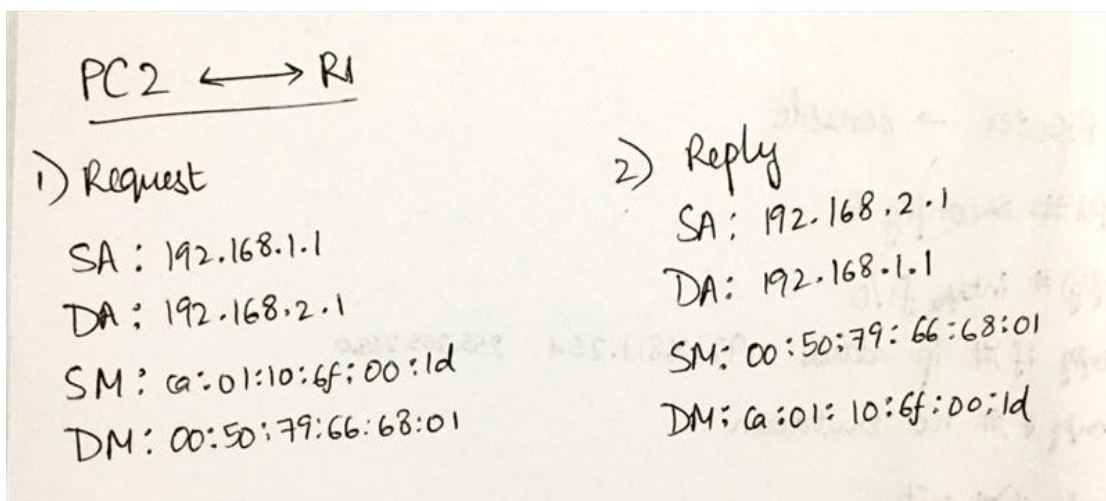 PC2 ↔ R1
1) Request
SA : 192.168.1.1
DA : 192.168.2.1
SM : ca:01:10:6f:00:1d
DM : 00:50:79:66:68:01
2) Reply
SA : 192.168.2.1
DA : 192.168.1.1
SM : 00:50:79:66:68:01
DM : ca:01:10:6f:00:1d